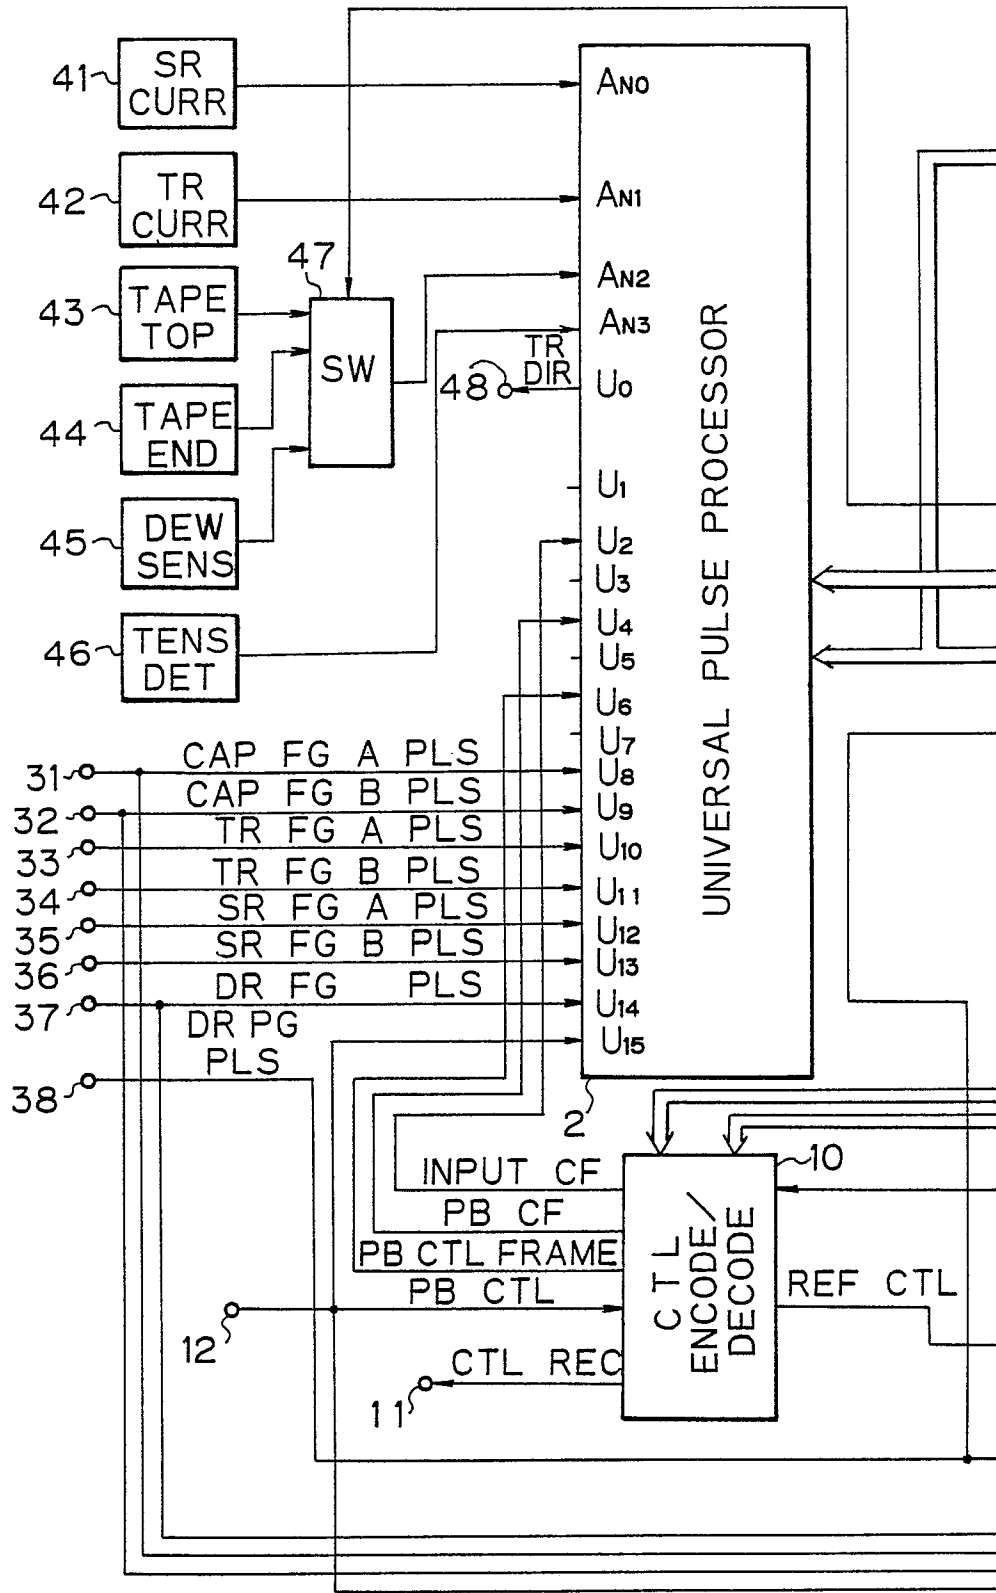 41
SR
CURR
42
TR
CURR
43
TAPE
TOP
44
TAPE
END
45
DEW
SENS
46
TENS
DET
47
SW
48
TR
DIR
AN0
AN1
AN2
AN3
U0
U1
U2
U3
U4
U5
U6
U7
U8
U9
U10
U11
U12
U13
U14
U15
UNIVERSAL PULSE PROCESSOR
2
31
CAP FG A PLS
32
CAP FG B PLS
33
TR FG A PLS
34
TR FG B PLS
35
SR FG A PLS
36
SR FG B PLS
37
DR FG PLS
38
DR PG
PLS
INPUT CF
PB CF
PB CTL FRAME
PB CTL
12
CTL REC
11
10
CTL
ENCODE/
DECODE
REF CTL